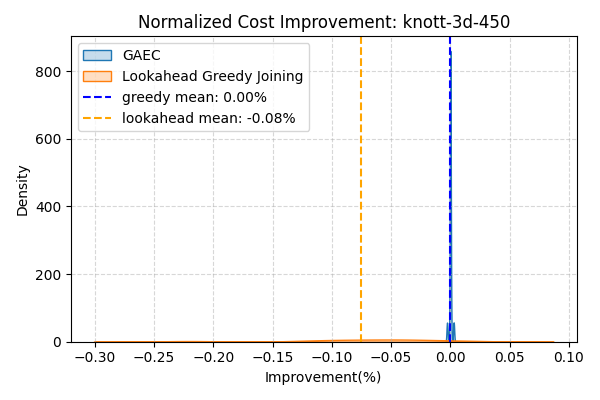 Normalized Cost Improvement: knott-3d-450
GAEC
Lookahead Greedy Joining
greedy mean: 0.00%
lookahead mean: -0.08%
Density
800
600
400
200
0
−0.30 −0.25 −0.20 −0.15 −0.10 −0.05 0.00 0.05 0.10
Improvement(%)